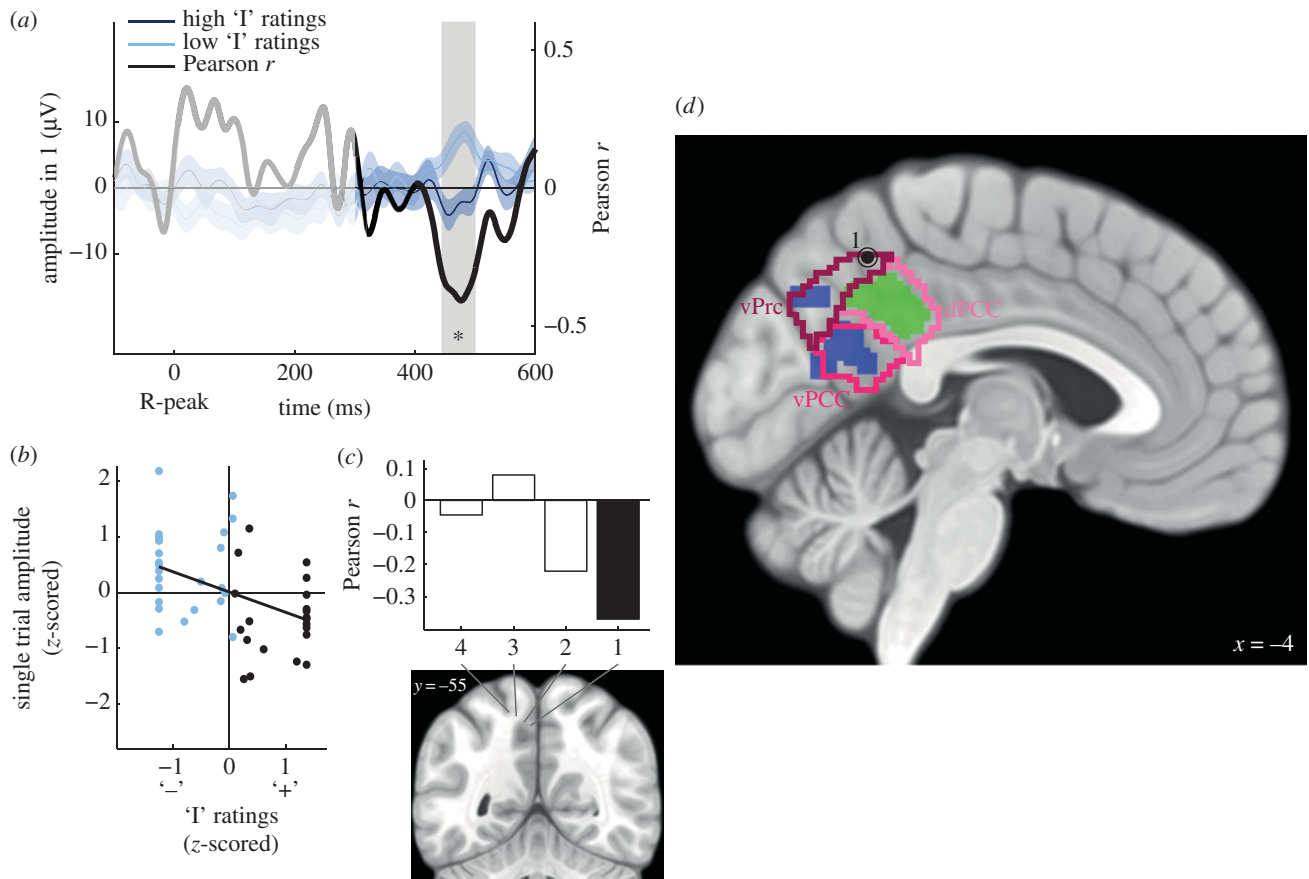 (a)
high ‘I’ ratings
low ‘I’ ratings
Pearson r
amplitude in 1 (µV)
10
0
−10
0.5
0
−0.5
Pearson r
*
0
200
400
600
R-peak
time (ms)
(b)
single trial amplitude
(z-scored)
2
1
0
−1
−2
−1
0
1
‘−’
‘+’
‘I’ ratings
(z-scored)
(c)
Pearson r
0.1
0
−0.1
−0.2
−0.3
4
3
2
1
y = −55
(d)
1
vPrc
dPCC
vPCC
x = −4